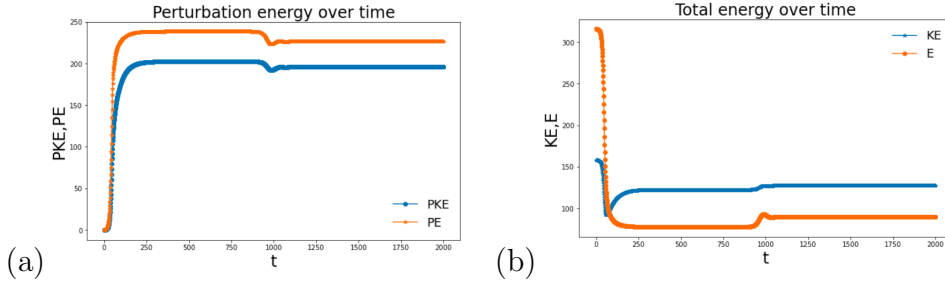 Perturbation energy over time
250
200
150
100
50
0
PKE,PE
PKE
PE
0 250 500 750 1000 1250 1500 1750 2000
t
(a)
Total energy over time
300
250
200
150
100
KE,E
KE
E
0 250 500 750 1000 1250 1500 1750 2000
t
(b)